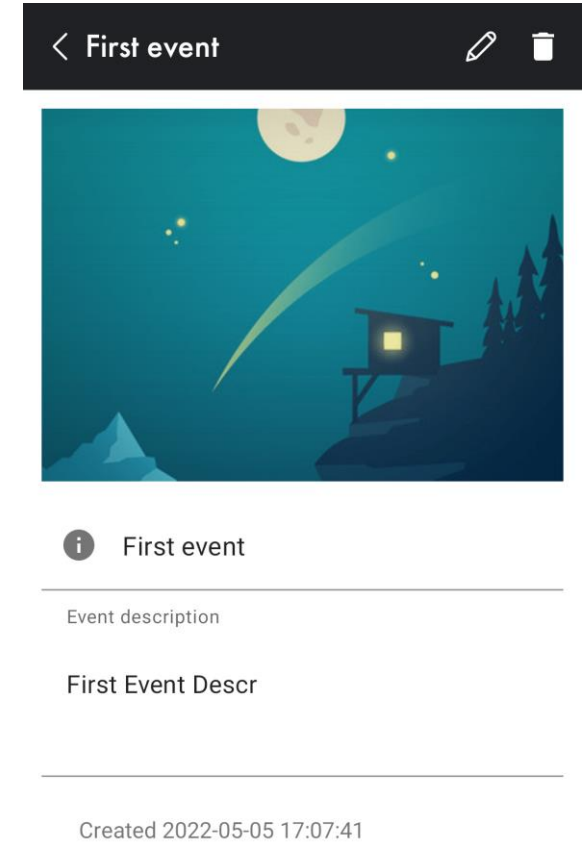 First event
First event
Event description
First Event Descr
Created 2022-05-05 17:07:41